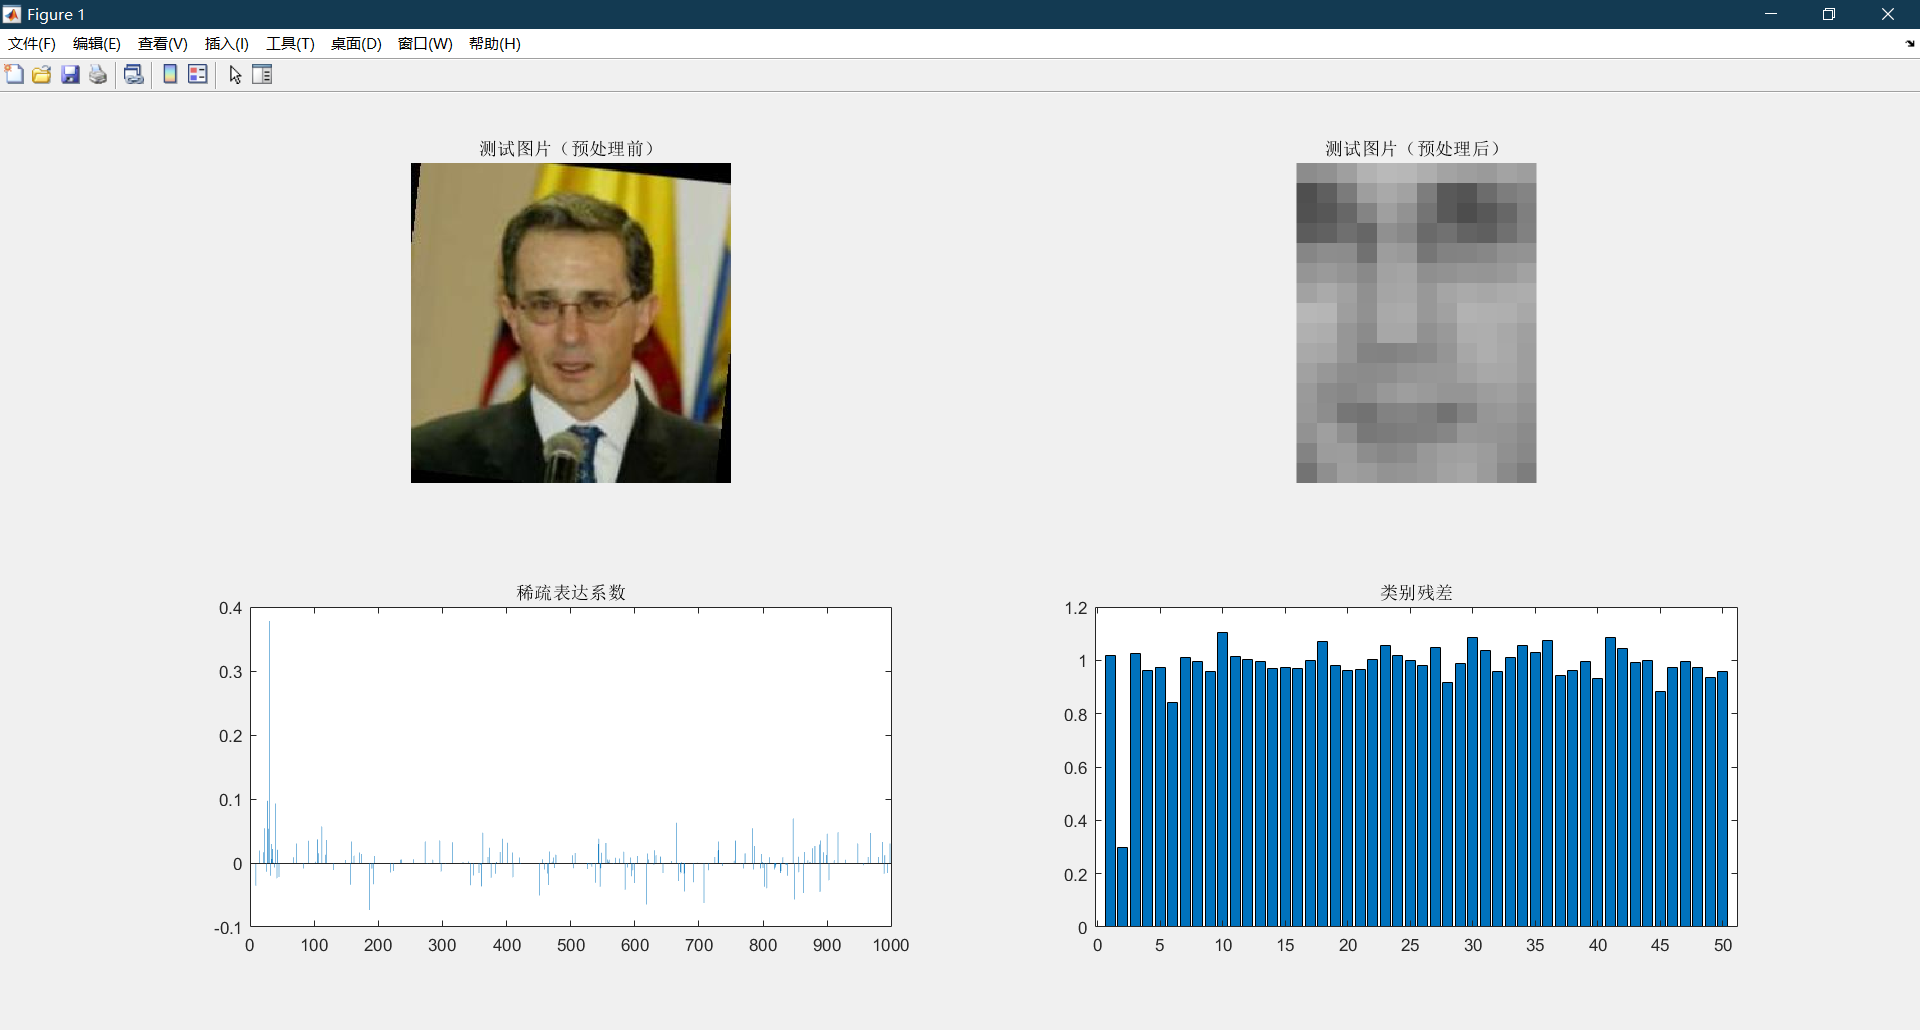 Figure 1
文件(F) 编辑(E) 查看(V) 插入(I) 工具(T) 桌面(D) 窗口(W) 帮助(H)
测试图片（预处理前）
测试图片（预处理后）
稀疏表达系数
0.4
0.3
0.2
0.1
0
-0.1
0 100 200 300 400 500 600 700 800 900 1000
类别残差
1.2
1
0.8
0.6
0.4
0.2
0
0 5 10 15 20 25 30 35 40 45 50